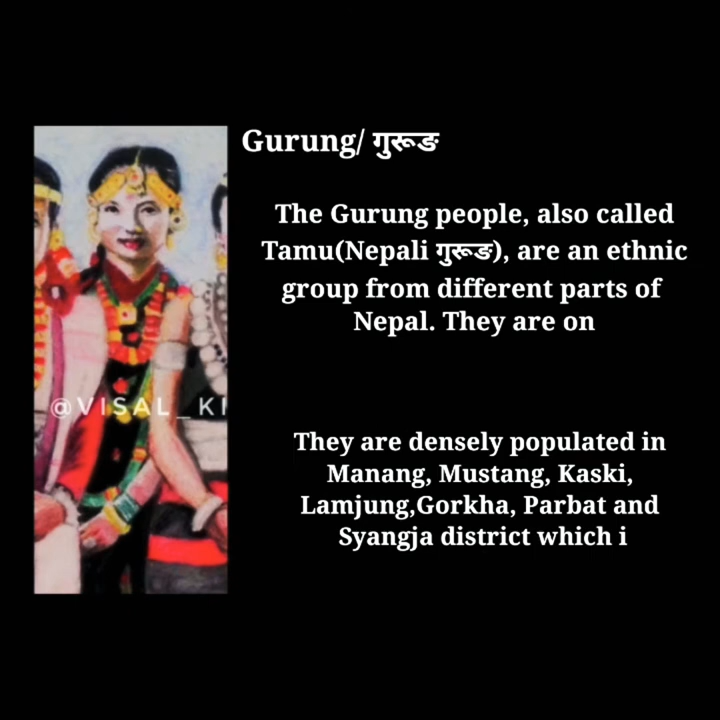 Gurung/ गुरूङ
The Gurung people, also called
Tamu(Nepali गुरूङ), are an ethnic
group from different parts of
Nepal. They are on
@VISAL_KI
They are densely populated in
Manang, Mustang, Kaski,
Lamjung,Gorkha, Parbat and
Syangja district which i